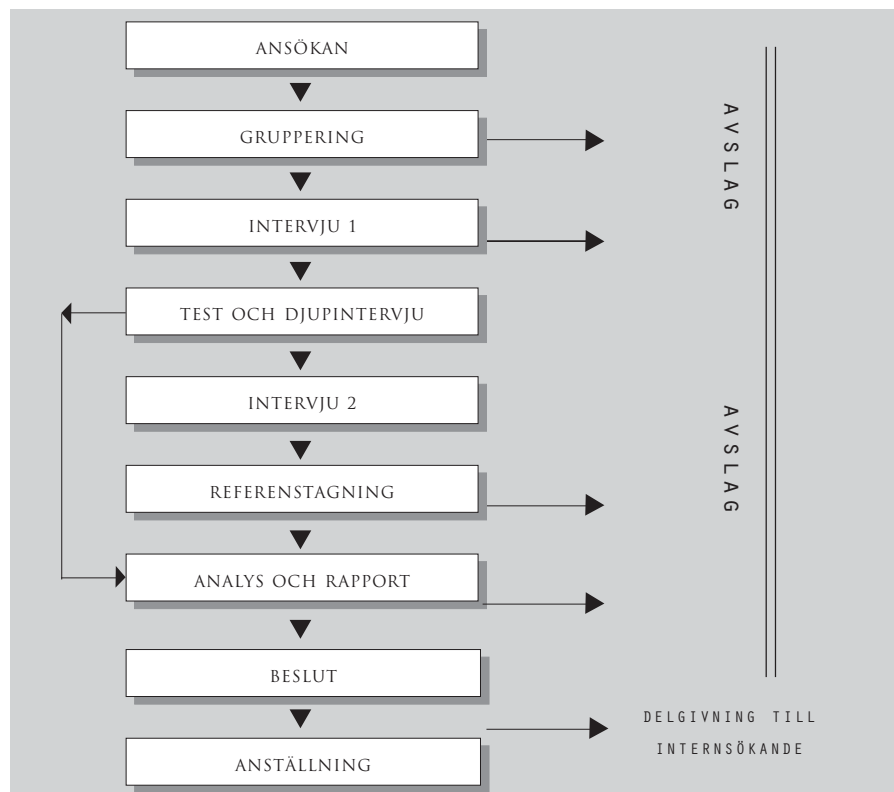 ANSÖKAN
GRUPPERING
AVSLAG
INTERVJU 1
TEST OCH DJUPINTERVJU
INTERVJU 2
AVSLAG
REFERENSTAGNING
ANALYS OCH RAPPORT
BESLUT
DELGIVNING TILL
INTERNSÖKANDE
ANSTÄLLNING